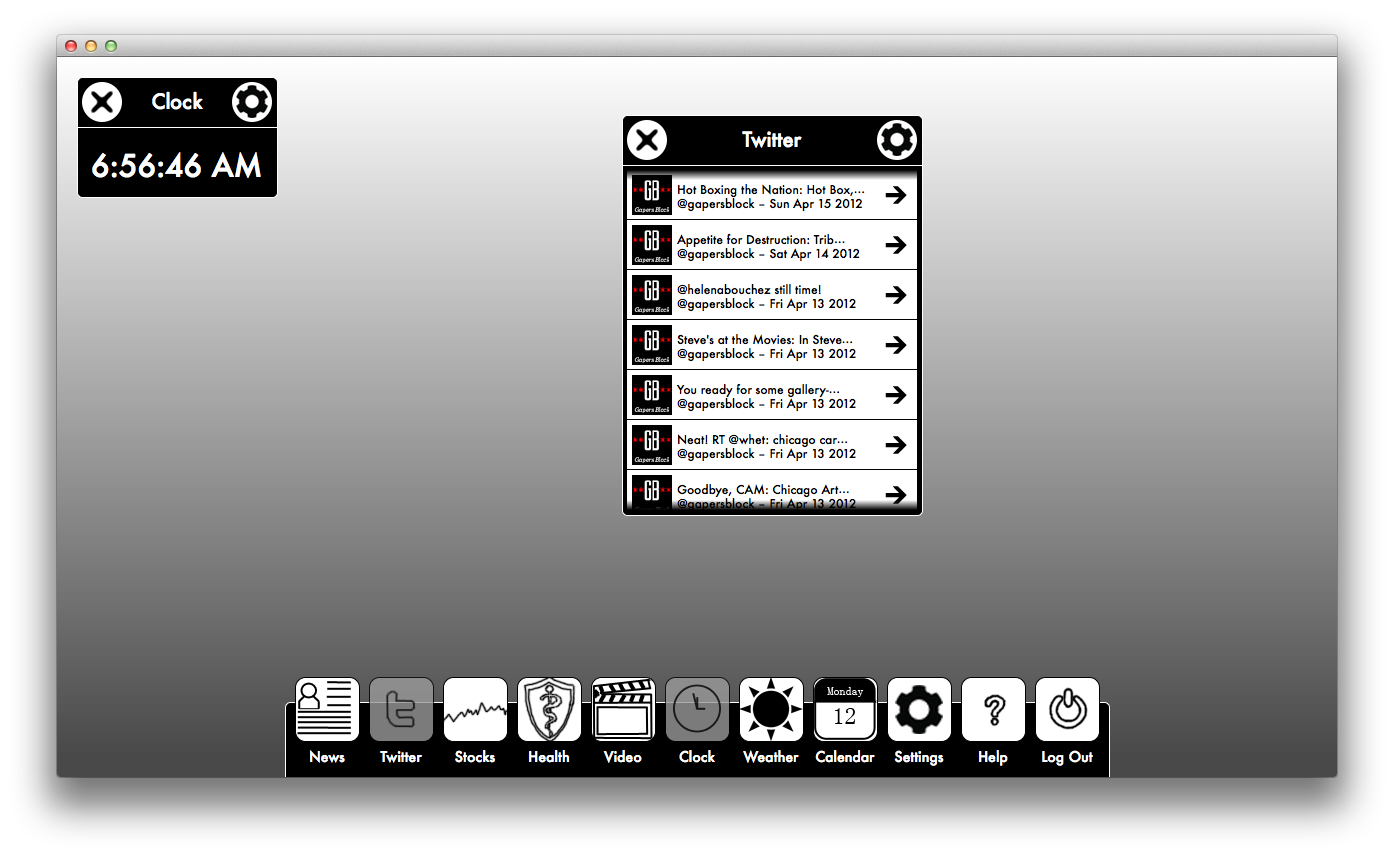 Clock
6:56:46 AM
Twitter
GB
Gapers Block
Hot Boxing the Nation: Hot Box,...
@gapersblock – Sun Apr 15 2012
GB
Gapers Block
Appetite for Destruction: Trib...
@gapersblock – Sat Apr 14 2012
GB
Gapers Block
@helenabouchez still time!
@gapersblock – Fri Apr 13 2012
GB
Gapers Block
Steve's at the Movies: In Steve...
@gapersblock – Fri Apr 13 2012
GB
Gapers Block
You ready for some gallery-...
@gapersblock – Fri Apr 13 2012
GB
Gapers Block
Neat! RT @whet: chicago car...
@gapersblock – Fri Apr 13 2012
GB
Goodbye, CAM: Chicago Art...
@gapersblock – Fri Apr 13 2012
Monday
12
?
News Twitter Stocks Health Video Clock Weather Calendar Settings Help Log Out